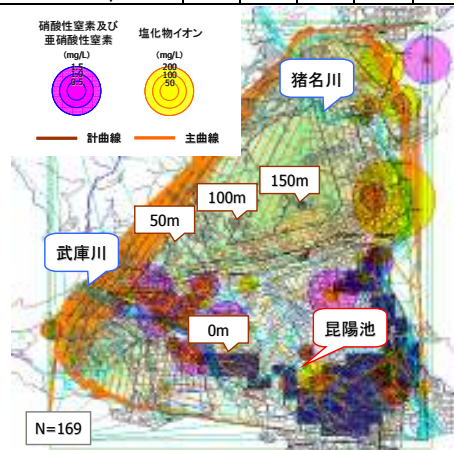 硝酸性窒素及び
亜硝酸性窒素
(mg/L)
1.5
1.0
0.5
塩化物イオン
(mg/L)
200
100
50
計曲線
主曲線
猪名川
150m
100m
50m
武庫川
0m
昆陽池
N=169